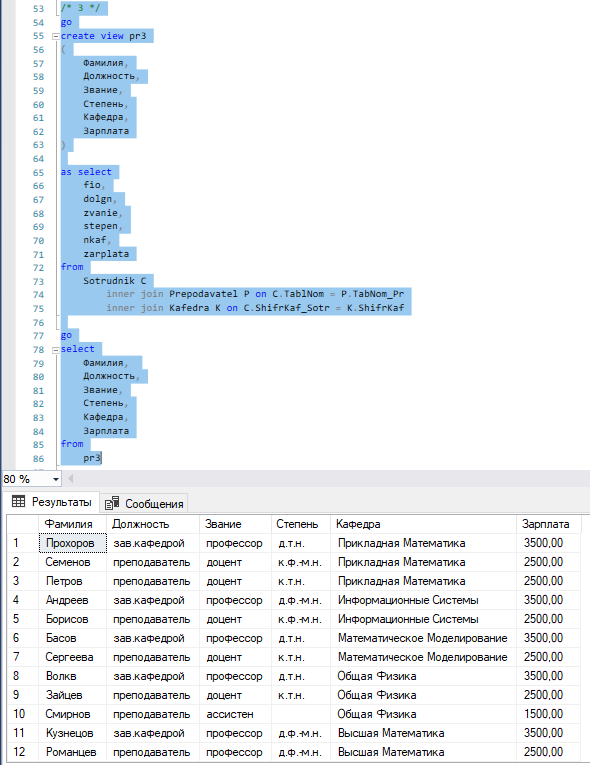 53 /* 3 */
54 go
55 create view pr3
56 (
57 Фамилия,
58 Должность,
59 Звание,
60 Степень,
61 Кафедра,
62 Зарплата
63 )
64
65 as select
66 fio,
67 dolgn,
68 zvanie,
69 stepen,
70 nkaf,
71 zarplata
72 from
73 Sotrudnik C
74 inner join Prepodavatel P on C.TablNom = P.TabNom_Pr
75 inner join Kafedra K on C.ShifrKaf_Sotr = K.ShifrKaf
76
77 go
78 select
79 Фамилия,
80 Должность,
81 Звание,
82 Степень,
83 Кафедра,
84 Зарплата
85 from
86 pr3
80 %
Результаты Сообщения
Фамилия Должность Звание Степень Кафедра Зарплата
1 Прохоров зав.кафедрой профессор д.т.н. Прикладная Математика 3500,00
2 Семенов преподаватель доцент к.ф.-м.н. Прикладная Математика 2500,00
3 Петров преподаватель доцент к.т.н. Прикладная Математика 2500,00
4 Андреев зав.кафедрой профессор д.ф.-м.н. Информационные Системы 3500,00
5 Борисов преподаватель доцент к.ф.-м.н. Информационные Системы 2500,00
6 Басов зав.кафедрой профессор д.т.н. Математическое Моделирование 3500,00
7 Сергеева преподаватель доцент к.т.н. Математическое Моделирование 2500,00
8 Волкв зав.кафедрой профессор д.т.н. Общая Физика 3500,00
9 Зайцев преподаватель доцент к.т.н. Общая Физика 2500,00
10 Смирнов преподаватель ассистен Общая Физика 1500,00
11 Кузнецов зав.кафедрой профессор д.ф.-м.н. Высшая Математика 3500,00
12 Романцев преподаватель профессор д.ф.-м.н. Высшая Математика 2500,00